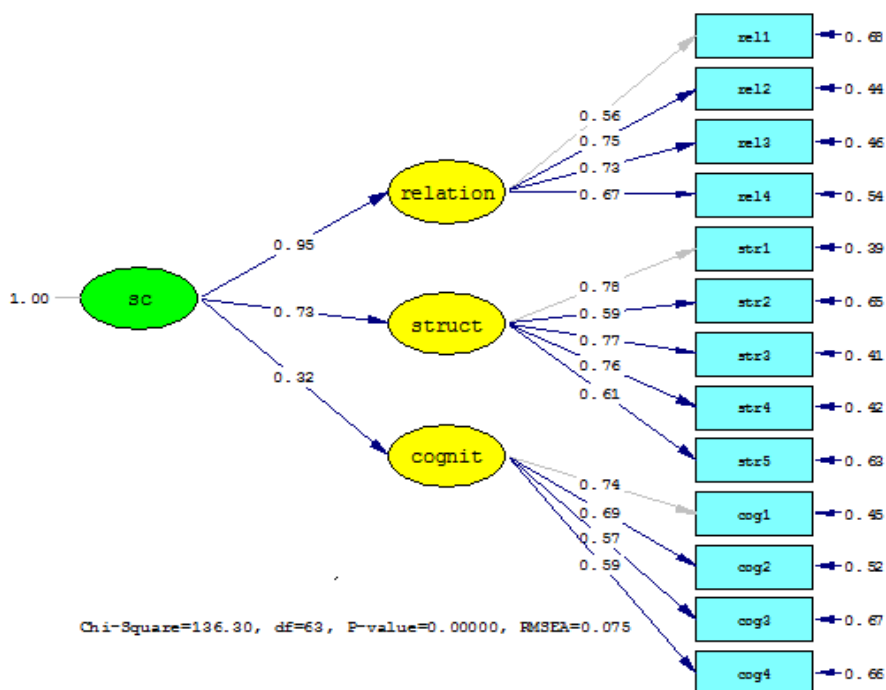 rel1
0.68
rel2
0.44
0.56
0.75
rel3
0.46
0.73
relation
0.67
rel4
0.54
0.95
str1
0.39
0.78
1.00
sc
str2
0.65
0.59
0.73
struct
0.77
str3
0.41
0.76
0.32
0.61
str4
0.42
cognit
str5
0.63
0.74
0.69
cog1
0.45
0.57
0.59
cog2
0.52
Chi-Square=136.30, df=63, P-value=0.00000, RMSEA=0.075
cog3
0.67
cog4
0.66